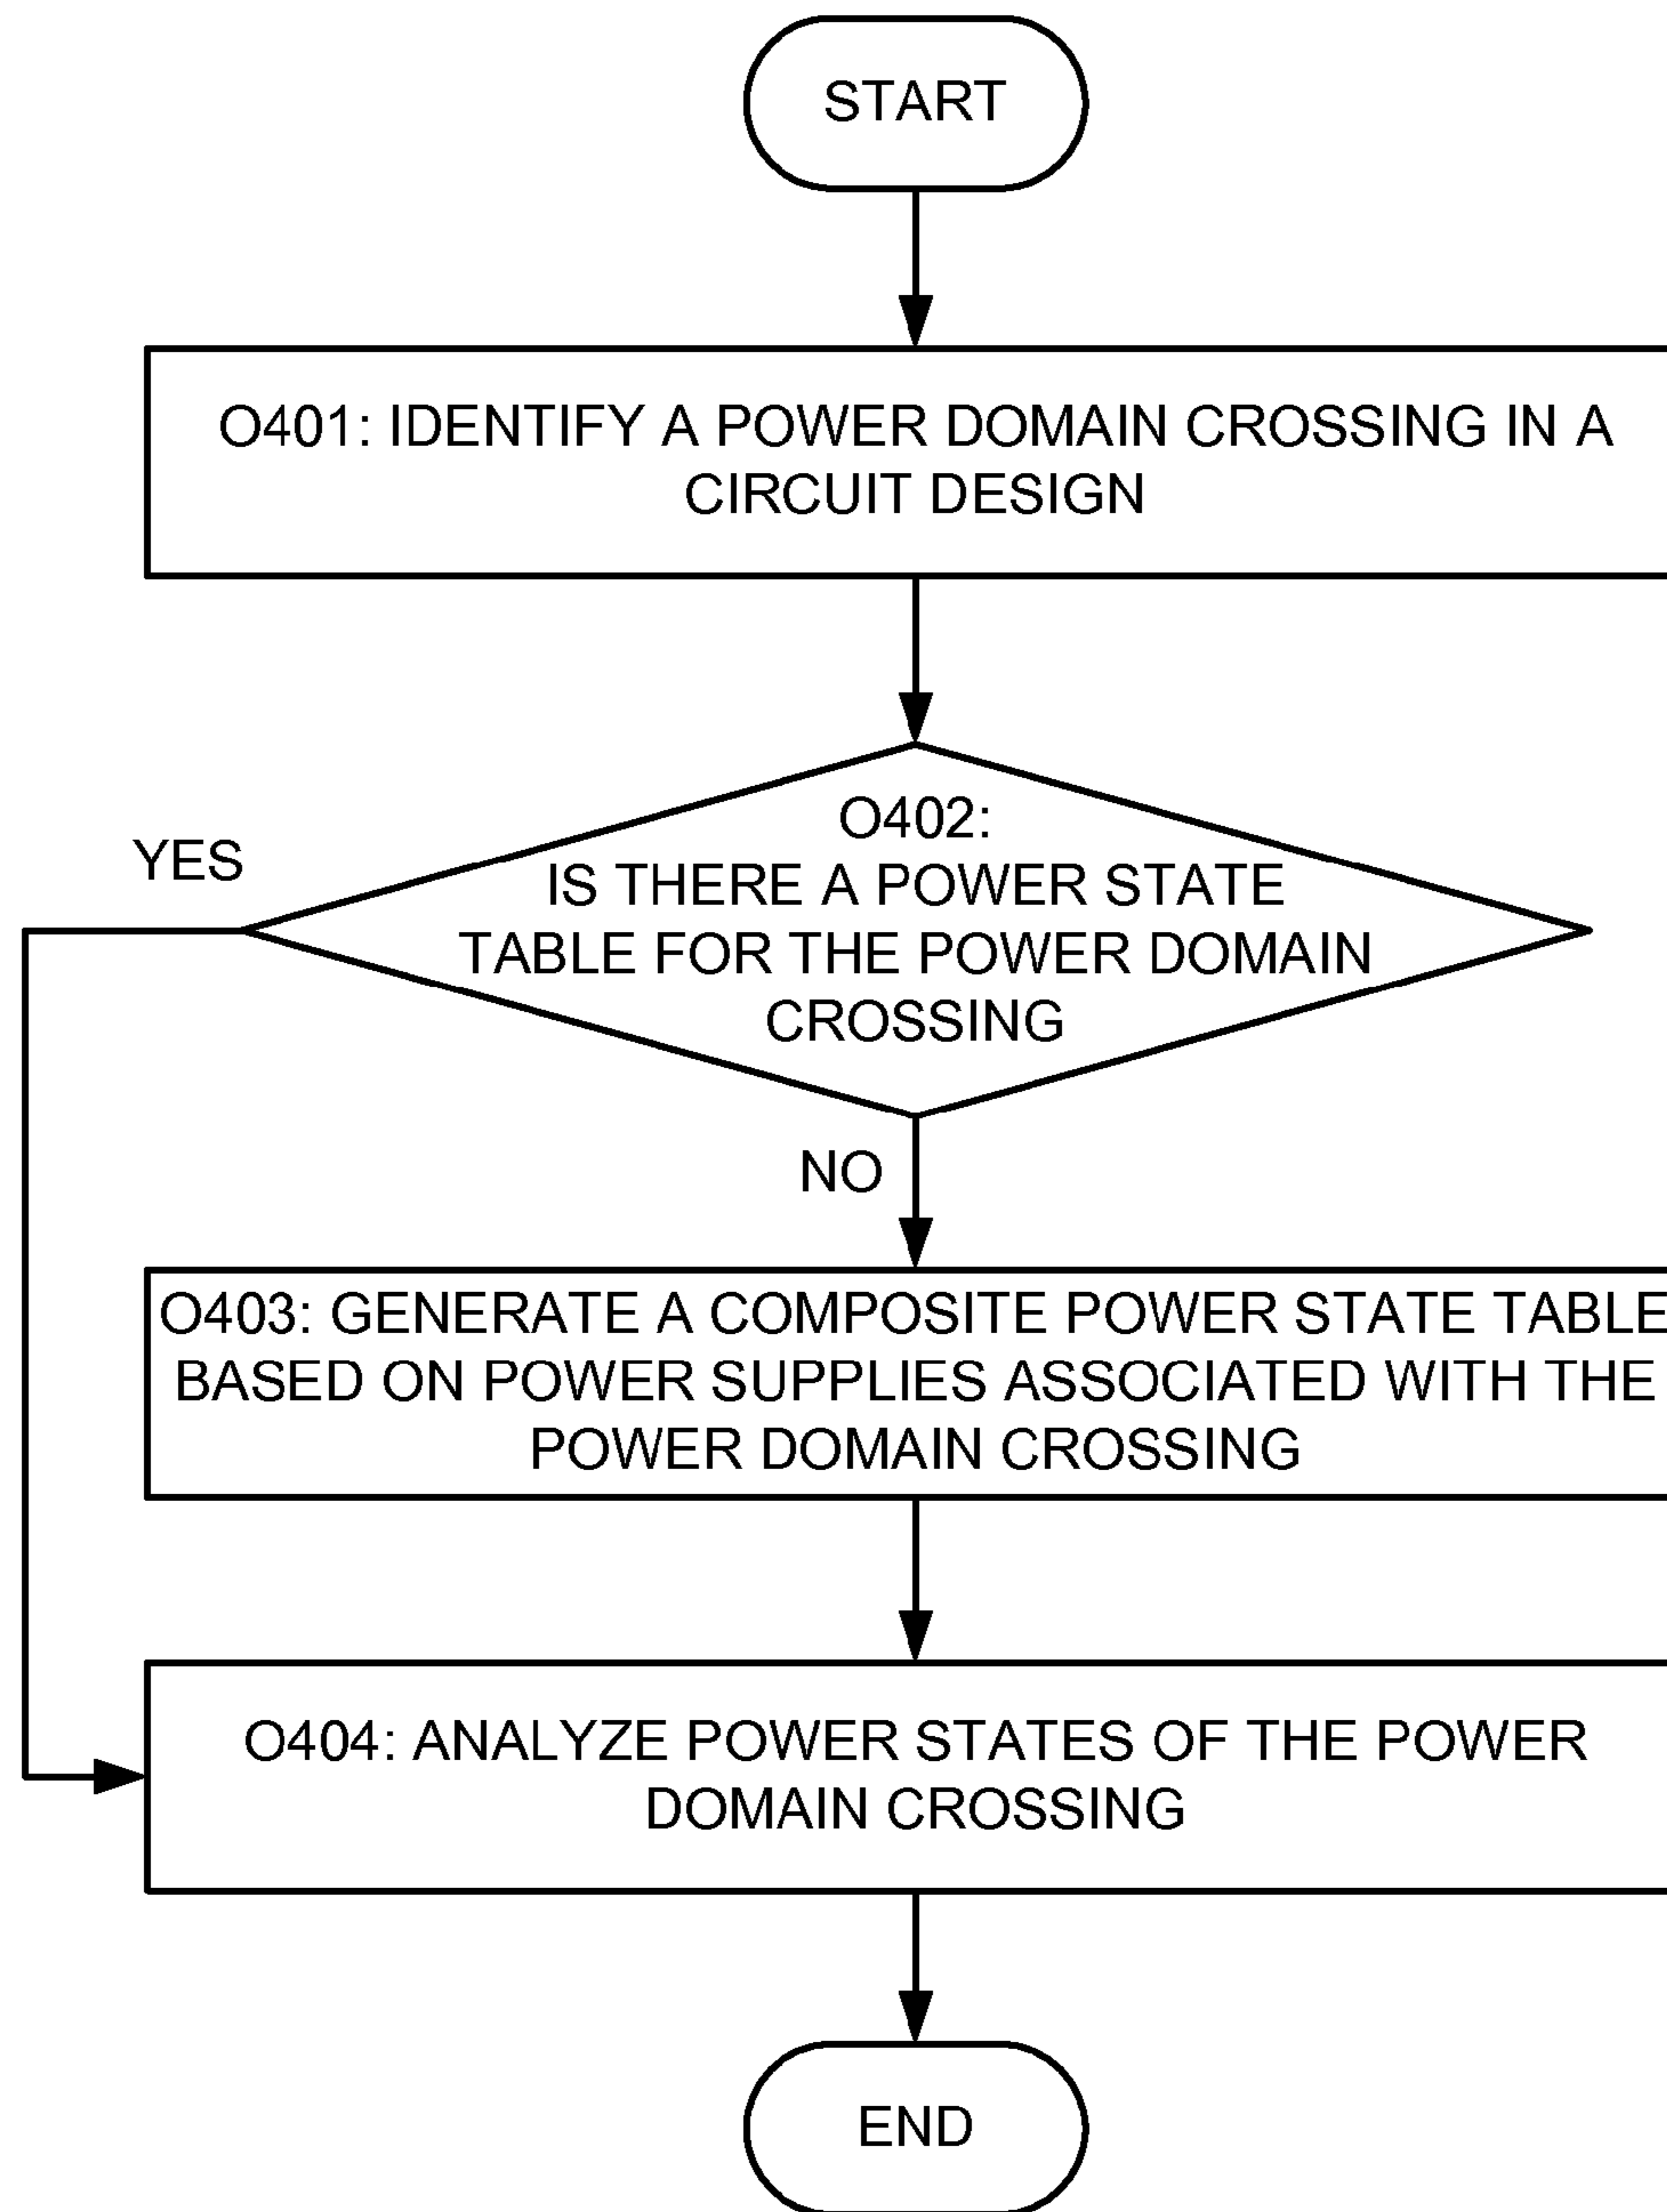 START
O401: IDENTIFY A POWER DOMAIN CROSSING IN A
CIRCUIT DESIGN
O402:
IS THERE A POWER STATE
TABLE FOR THE POWER DOMAIN
CROSSING
YES
NO
O403: GENERATE A COMPOSITE POWER STATE TABLE
BASED ON POWER SUPPLIES ASSOCIATED WITH THE
POWER DOMAIN CROSSING
O404: ANALYZE POWER STATES OF THE POWER
DOMAIN CROSSING
END